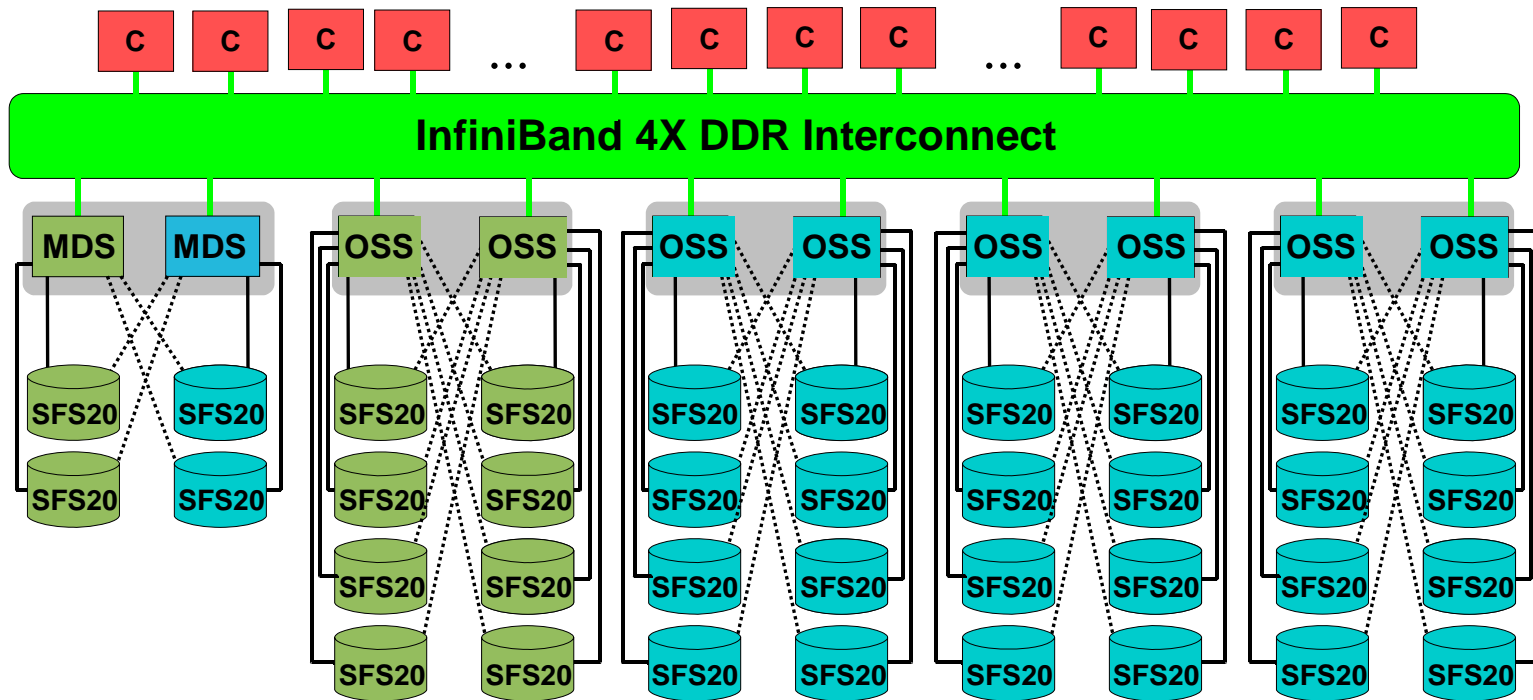 C C C C ... C C C C ... C C C C
InfiniBand 4X DDR Interconnect
MDS MDS OSS OSS OSS OSS OSS OSS OSS OSS
SFS20 SFS20 SFS20 SFS20 SFS20 SFS20 SFS20 SFS20 SFS20 SFS20
SFS20 SFS20 SFS20 SFS20 SFS20 SFS20 SFS20 SFS20 SFS20 SFS20
SFS20 SFS20 SFS20 SFS20 SFS20 SFS20 SFS20 SFS20
SFS20 SFS20 SFS20 SFS20 SFS20 SFS20 SFS20 SFS20